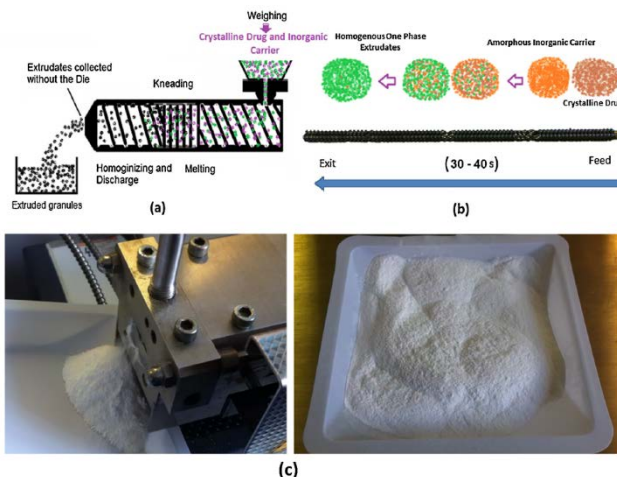 Weighing
Crystalline Drug and Inorganic
Carrier
Extrudates collected
without the Die
Kneading
Homoginizing and
Discharge
Melting
Extruded granules
(a)
Homogenous One Phase
Extrudates
Amorphous Inorganic Carrier
Crystalline Dru
Exit
(30 - 40 s)
Feed
(b)
(c)